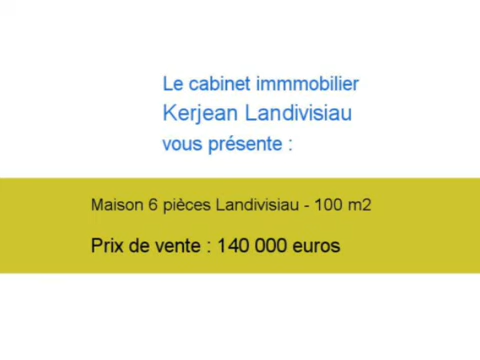 Le cabinet immmobilier
Kerjean Landivisiau
vous présente :
Maison 6 pièces Landivisiau - 100 m2
Prix de vente : 140 000 euros